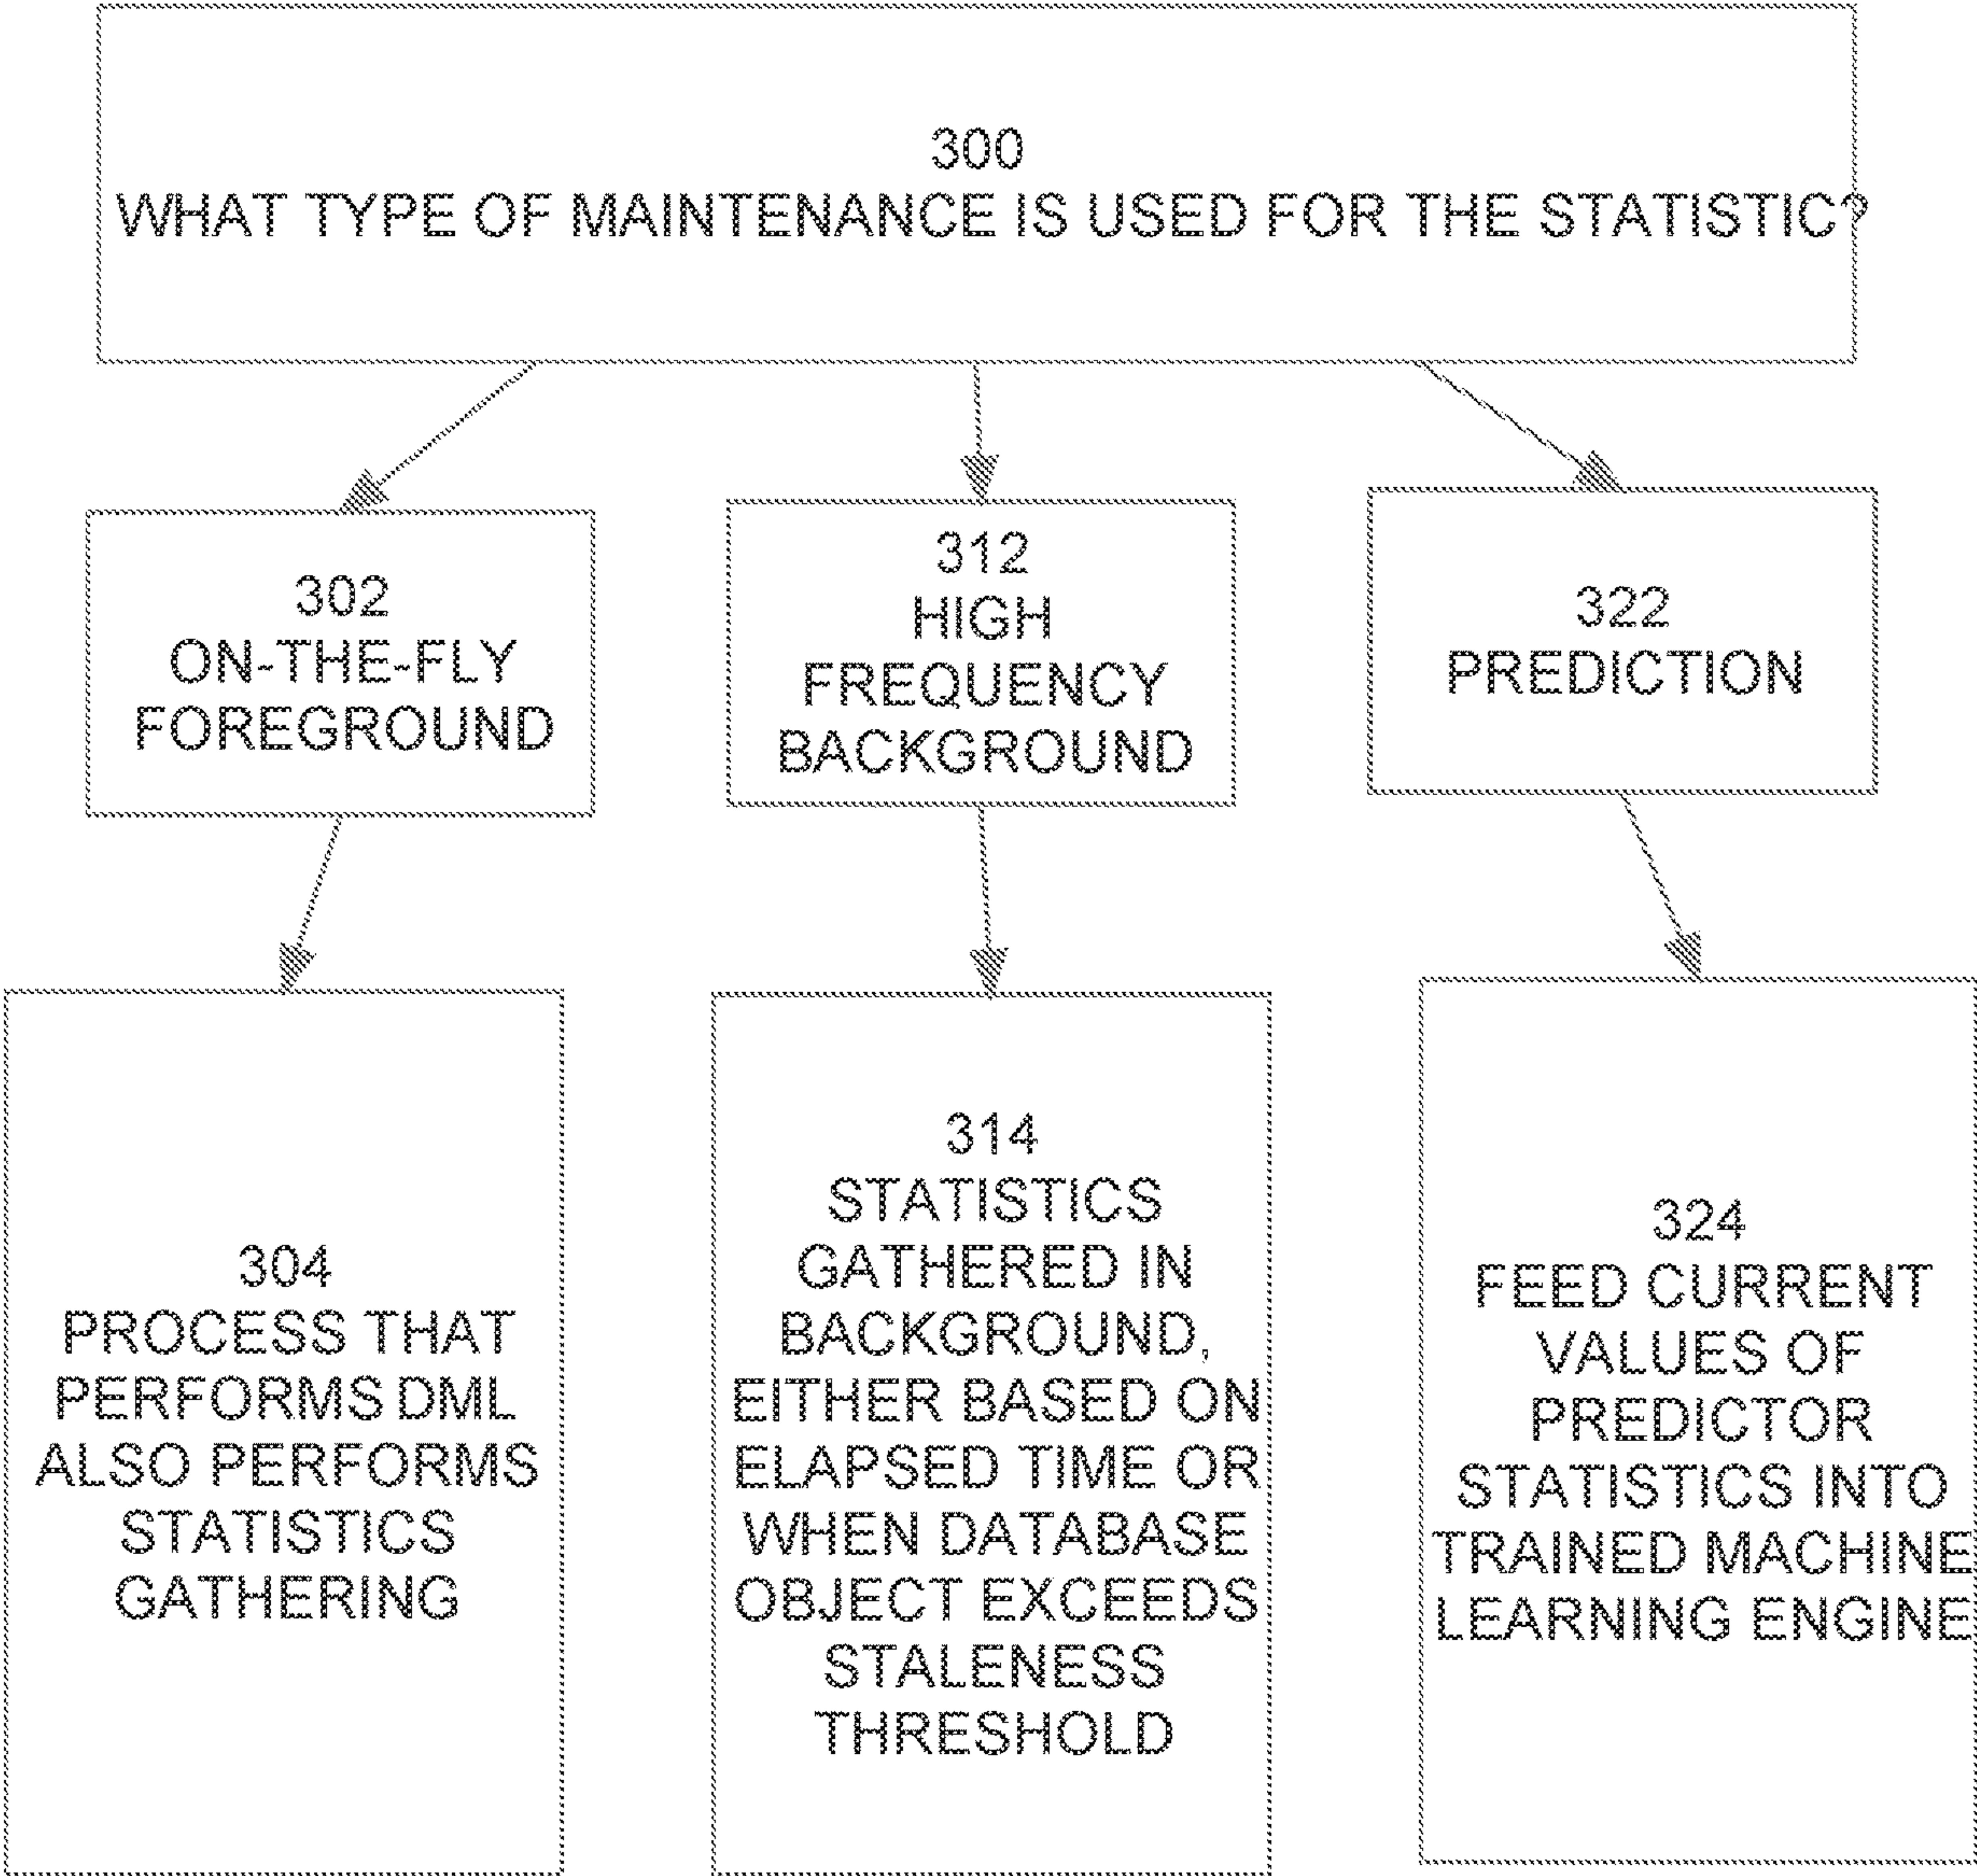 300
WHAT TYPE OF MAINTENANCE IS USED FOR THE STATISTIC?
302
ON-THE-FLY
FOREGROUND
312
HIGH
FREQUENCY
BACKGROUND
322
PREDICTION
304
PROCESS THAT
PERFORMS DML
ALSO PERFORMS
STATISTICS
GATHERING
314
STATISTICS
GATHERED IN
BACKGROUND,
EITHER BASED ON
ELAPSED TIME OR
WHEN DATABASE
OBJECT EXCEEDS
STALENESS
THRESHOLD
324
FEED CURRENT
VALUES OF
PREDICTOR
STATISTICS INTO
TRAINED MACHINE
LEARNING ENGINE